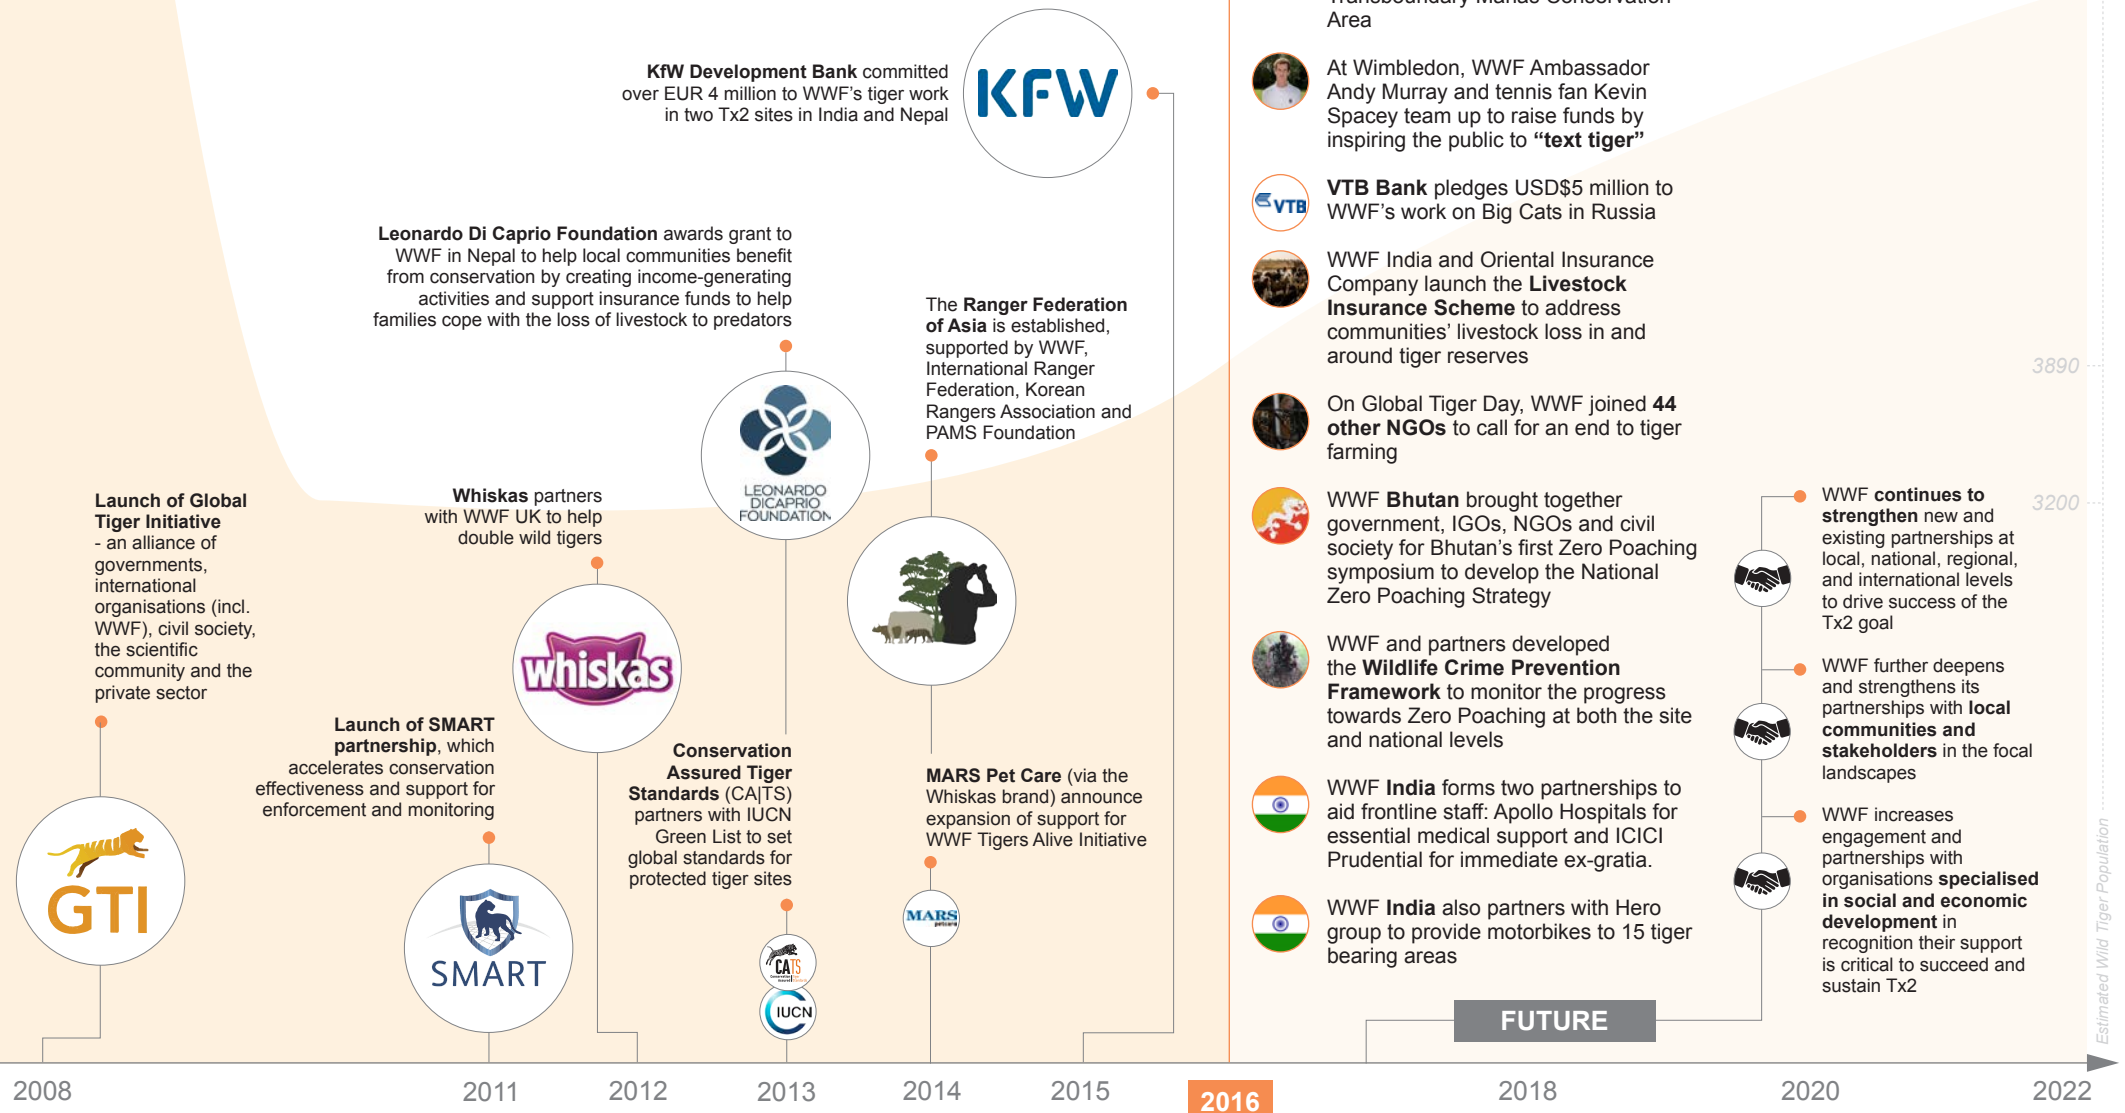 Area
KfW Development Bank committed
over EUR 4 million to WWF's tiger work
in two Tx2 sites in India and Nepal
KFW
At Wimbledon, WWF Ambassador
Andy Murray and tennis fan Kevin
Spacey team up to raise funds by
inspiring the public to “text tiger”
VTB
VTB Bank pledges USD$5 million to
WWF's work on Big Cats in Russia
Leonardo Di Caprio Foundation awards grant to
WWF in Nepal to help local communities benefit
from conservation by creating income-generating
activities and support insurance funds to help
families cope with the loss of livestock to predators
LEONARDO
DICAPRIO
FOUNDATION
The Ranger Federation
of Asia is established,
supported by WWF,
International Ranger
Federation, Korean
Rangers Association and
PAMS Foundation
WWF India and Oriental Insurance
Company launch the Livestock
Insurance Scheme to address
communities' livestock loss in and
around tiger reserves
3890
On Global Tiger Day, WWF joined 44
other NGOs to call for an end to tiger
farming
Launch of Global
Tiger Initiative
- an alliance of
governments,
international
organisations (incl.
WWF), civil society,
the scientific
community and the
private sector
GTI
Whiskas partners
with WWF UK to help
double wild tigers
whiskas
WWF Bhutan brought together
government, IGOs, NGOs and civil
society for Bhutan's first Zero Poaching
symposium to develop the National
Zero Poaching Strategy
WWF continues to
strengthen new and
existing partnerships at
local, national, regional,
and international levels
to drive success of the
Tx2 goal
3200
WWF and partners developed
the Wildlife Crime Prevention
Framework to monitor the progress
towards Zero Poaching at both the site
and national levels
WWF further deepens
and strengthens its
partnerships with local
communities and
stakeholders in the focal
landscapes
Launch of SMART
partnership, which
accelerates conservation
effectiveness and support for
enforcement and monitoring
SMART
Conservation
Assured Tiger
Standards (CA|TS)
partners with IUCN
Green List to set
global standards for
protected tiger sites
CATS
IUCN
MARS Pet Care (via the
Whiskas brand) announce
expansion of support for
WWF Tigers Alive Initiative
MARS
petcare
WWF India forms two partnerships to
aid frontline staff: Apollo Hospitals for
essential medical support and ICICI
Prudential for immediate ex-gratia.
WWF increases
engagement and
partnerships with
organisations specialised
in social and economic
development in
recognition their support
is critical to succeed and
sustain Tx2
WWF India also partners with Hero
group to provide motorbikes to 15 tiger
bearing areas
Estimated Wild Tiger Population
FUTURE
2008
2011
2012
2013
2014
2015
2016
2018
2020
2022